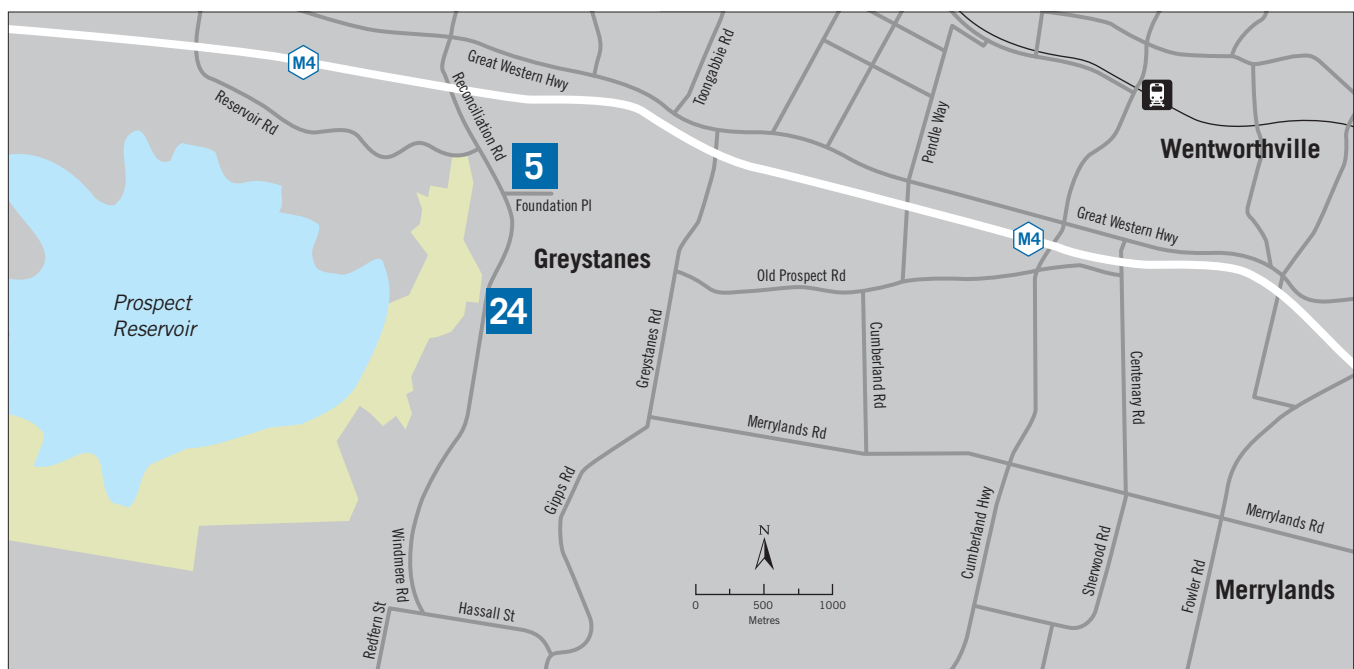 M4
Great Western Hwy
Toongabbie Rd
Reconciliation Rd
Reservoir Rd
Pendle Way
Wentworthville
5
Foundation Pl
Great Western Hwy
M4
Greystanes
Old Prospect Rd
Prospect
Reservoir
24
Greystanes Rd
Cumberland Rd
Centenary Rd
Merrylands Rd
Gipps Rd
Cumberland Hwy
Merrylands Rd
N
Windmere Rd
Sherwood Rd
Fowler Rd
Merrylands
0 500 1000
Metres
Hassall St
Redfern St